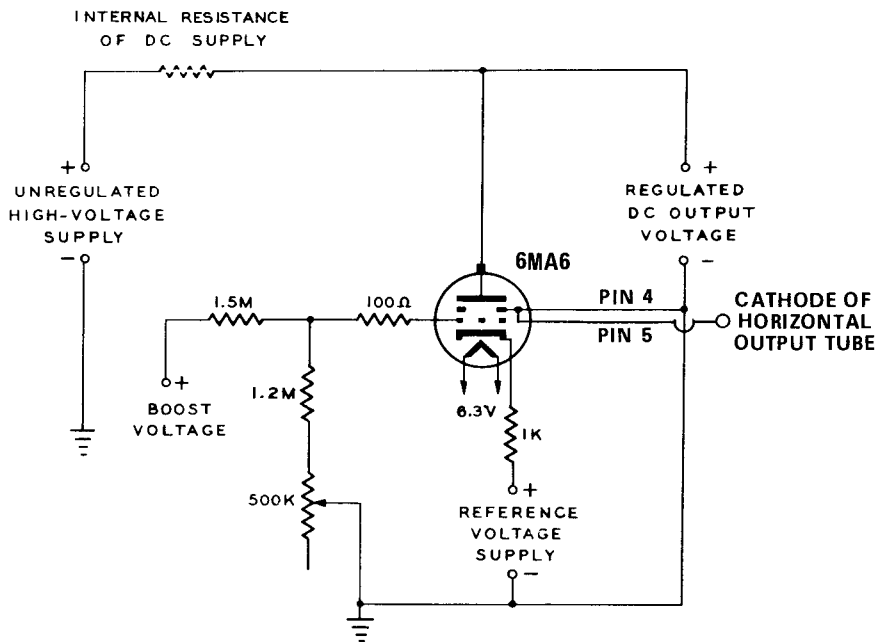 INTERNAL RESISTANCE
OF DC SUPPLY
+
UNREGULATED
HIGH-VOLTAGE
SUPPLY
-
+
REGULATED
DC OUTPUT
VOLTAGE
-
6MA6
1.5M
100Ω
PIN 4
PIN 5
CATHODE OF
HORIZONTAL
OUTPUT TUBE
+
BOOST
VOLTAGE
1.2M
6.3V
1K
500K
+
REFERENCE
VOLTAGE
SUPPLY
-